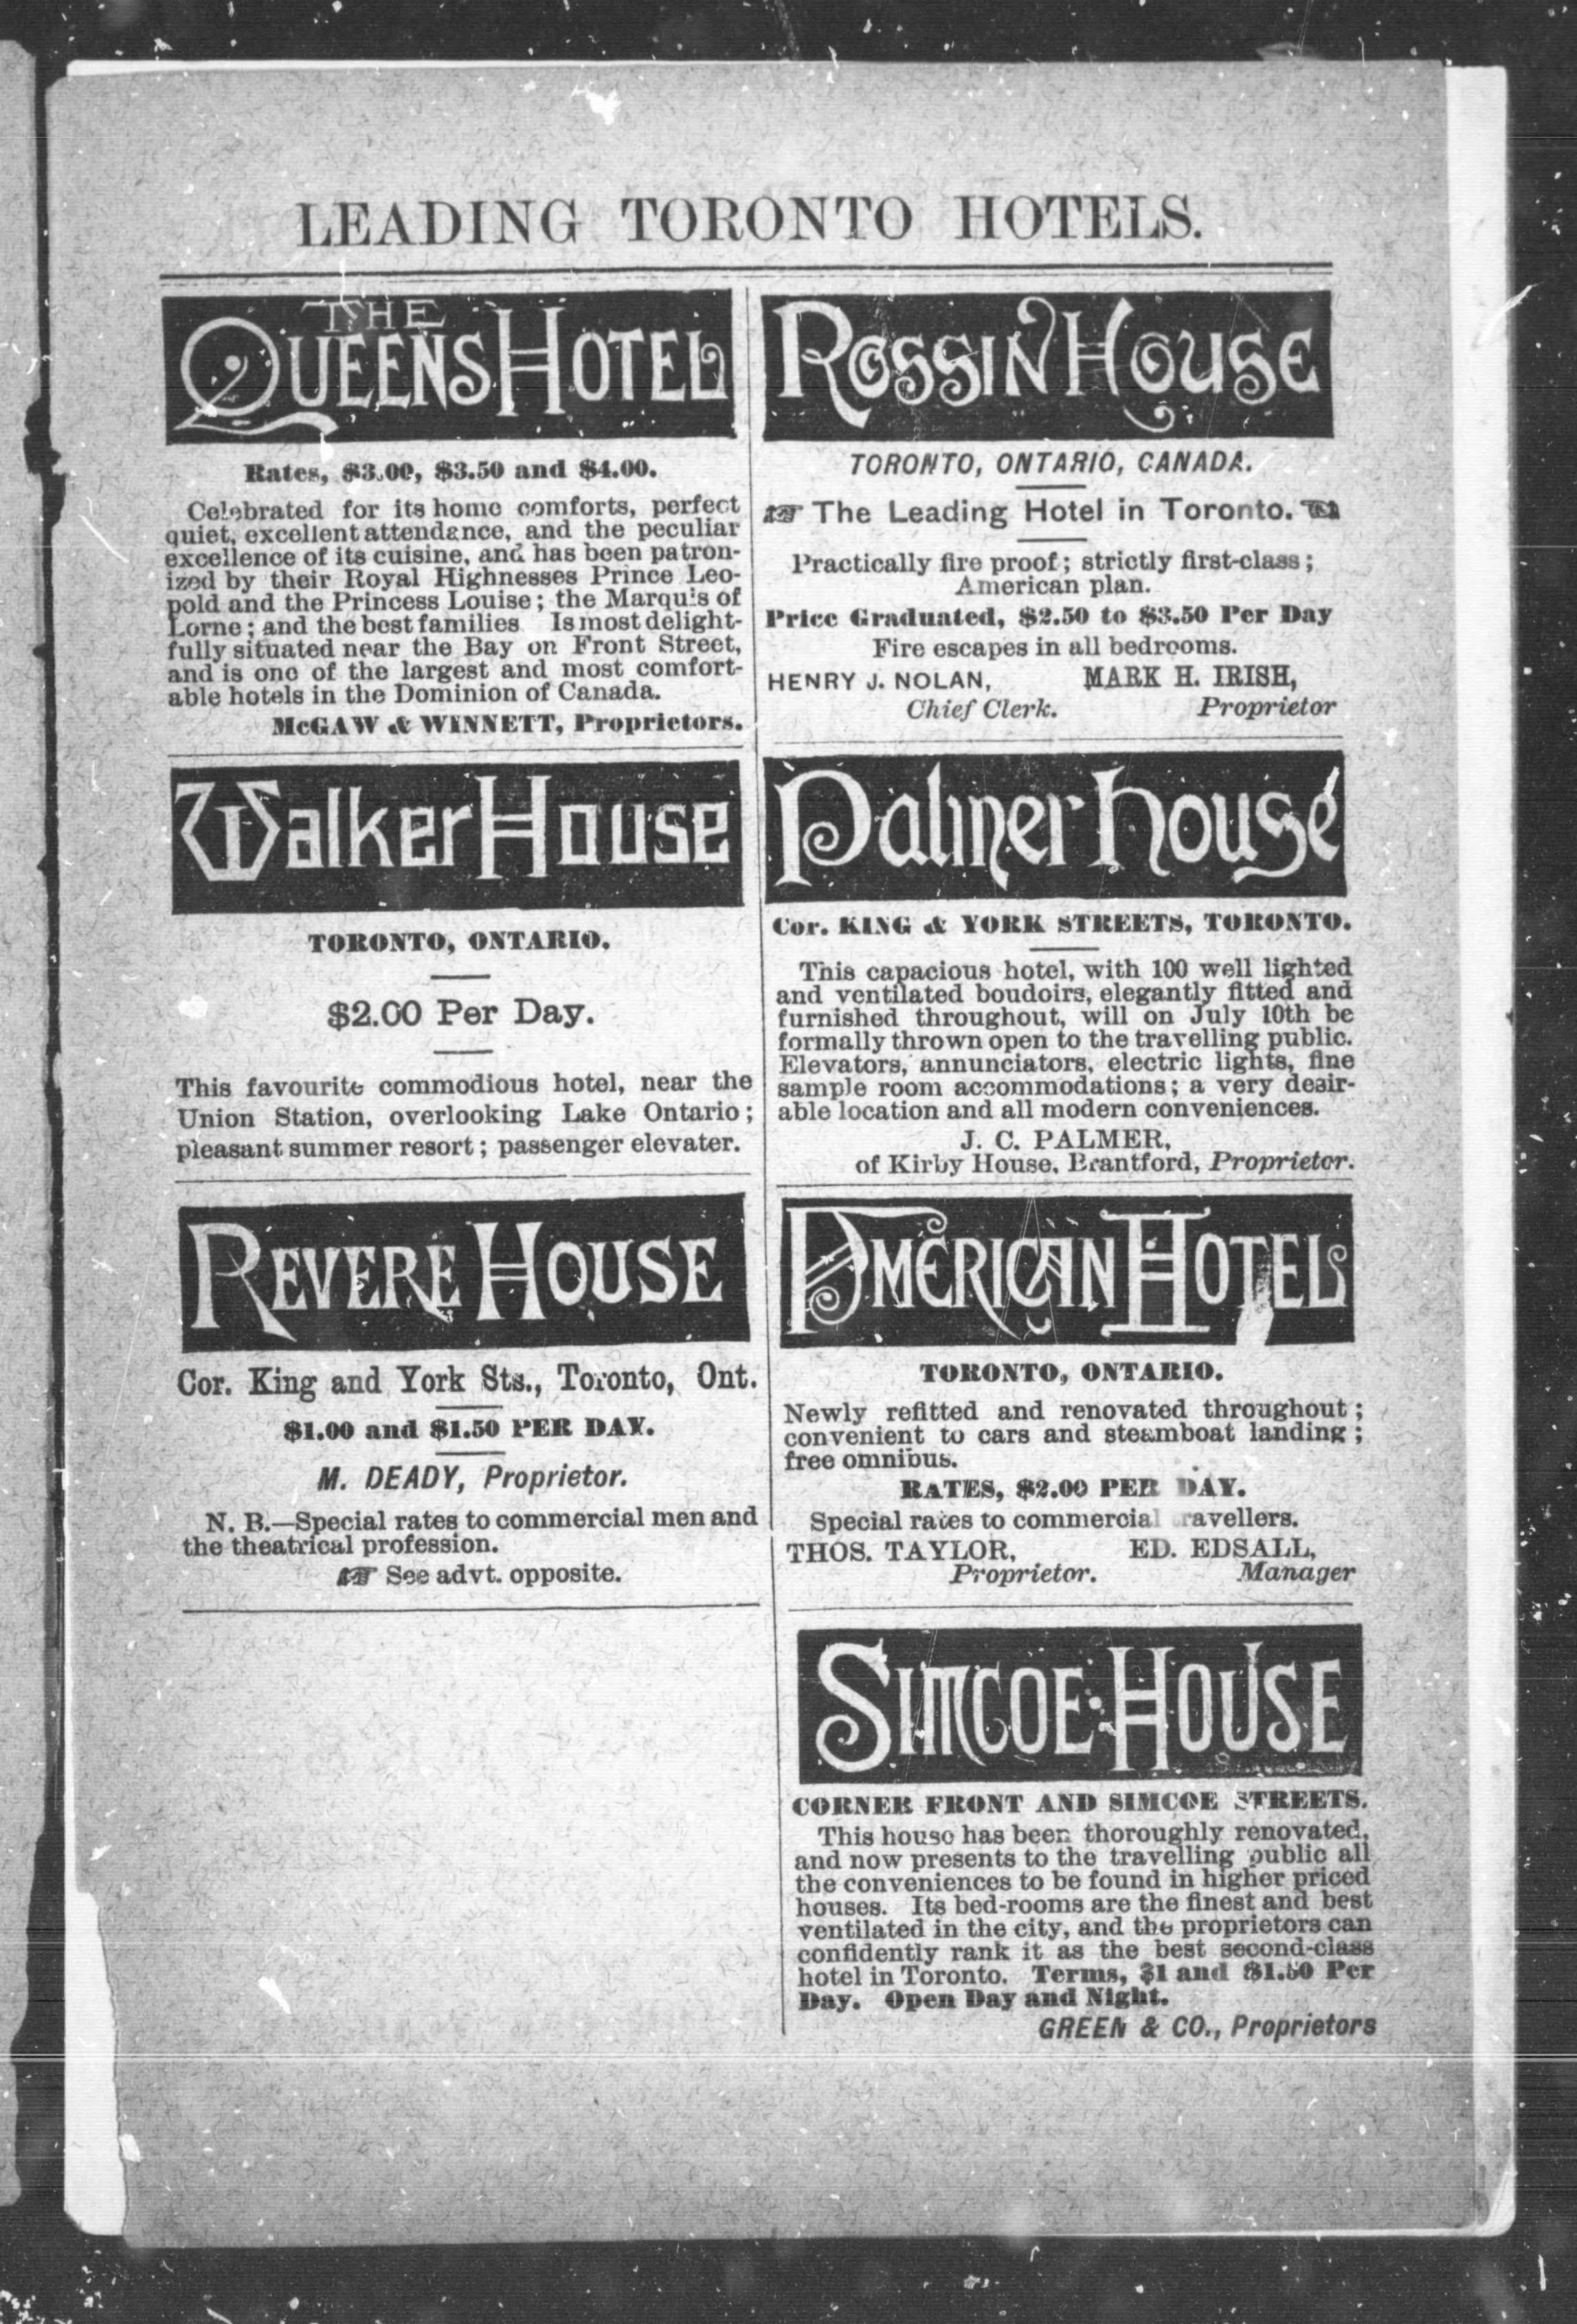 LEADING TORONTO HOTELS.
THE
QUEENS HOTEL
Rates, $3.00, $3.50 and $4.00.
Celebrated for its home comforts, perfect
quiet, excellent attendance, and the peculiar
excellence of its cuisine, and has been patron-
ized by their Royal Highnesses Prince Leo-
pold and the Princess Louise; the Marquis of
Lorne; and the best families Is most delight-
fully situated near the Bay on Front Street,
and is one of the largest and most comfort-
able hotels in the Dominion of Canada.
McGAW & WINNETT, Proprietors.
ROSSIN HOUSE
TORONTO, ONTARIO, CANADA.
☞ The Leading Hotel in Toronto. ☜
Practically fire proof; strictly first-class;
American plan.
Price Graduated, $2.50 to $3.50 Per Day
Fire escapes in all bedrooms.
HENRY J. NOLAN, MARK H. IRISH,
Chief Clerk. Proprietor
Walker House
TORONTO, ONTARIO.
$2.00 Per Day.
This favourite commodious hotel, near the
Union Station, overlooking Lake Ontario;
pleasant summer resort; passenger elevater.
Palmer house
Cor. KING & YORK STREETS, TORONTO.
This capacious hotel, with 100 well lighted
and ventilated boudoirs, elegantly fitted and
furnished throughout, will on July 10th be
formally thrown open to the travelling public.
Elevators, annunciators, electric lights, fine
sample room accommodations; a very desir-
able location and all modern conveniences.
J. C. PALMER,
of Kirby House, Brantford, Proprietor.
REVERE HOUSE
Cor. King and York Sts., Toronto, Ont.
$1.00 and $1.50 PER DAY.
M. DEADY, Proprietor.
N. B.—Special rates to commercial men and
the theatrical profession.
☞ See advt. opposite.
AMERICAN HOTEL
TORONTO, ONTARIO.
Newly refitted and renovated throughout;
convenient to cars and steamboat landing;
free omnibus.
RATES, $2.00 PER DAY.
Special rates to commercial travellers.
THOS. TAYLOR, ED. EDSALL,
Proprietor. Manager
SIMCOE HOUSE
CORNER FRONT AND SIMCOE STREETS.
This house has been thoroughly renovated,
and now presents to the travelling public all
the conveniences to be found in higher priced
houses. Its bed-rooms are the finest and best
ventilated in the city, and the proprietors can
confidently rank it as the best second-class
hotel in Toronto. Terms, $1 and $1.50 Per
Day. Open Day and Night.
GREEN & CO., Proprietors